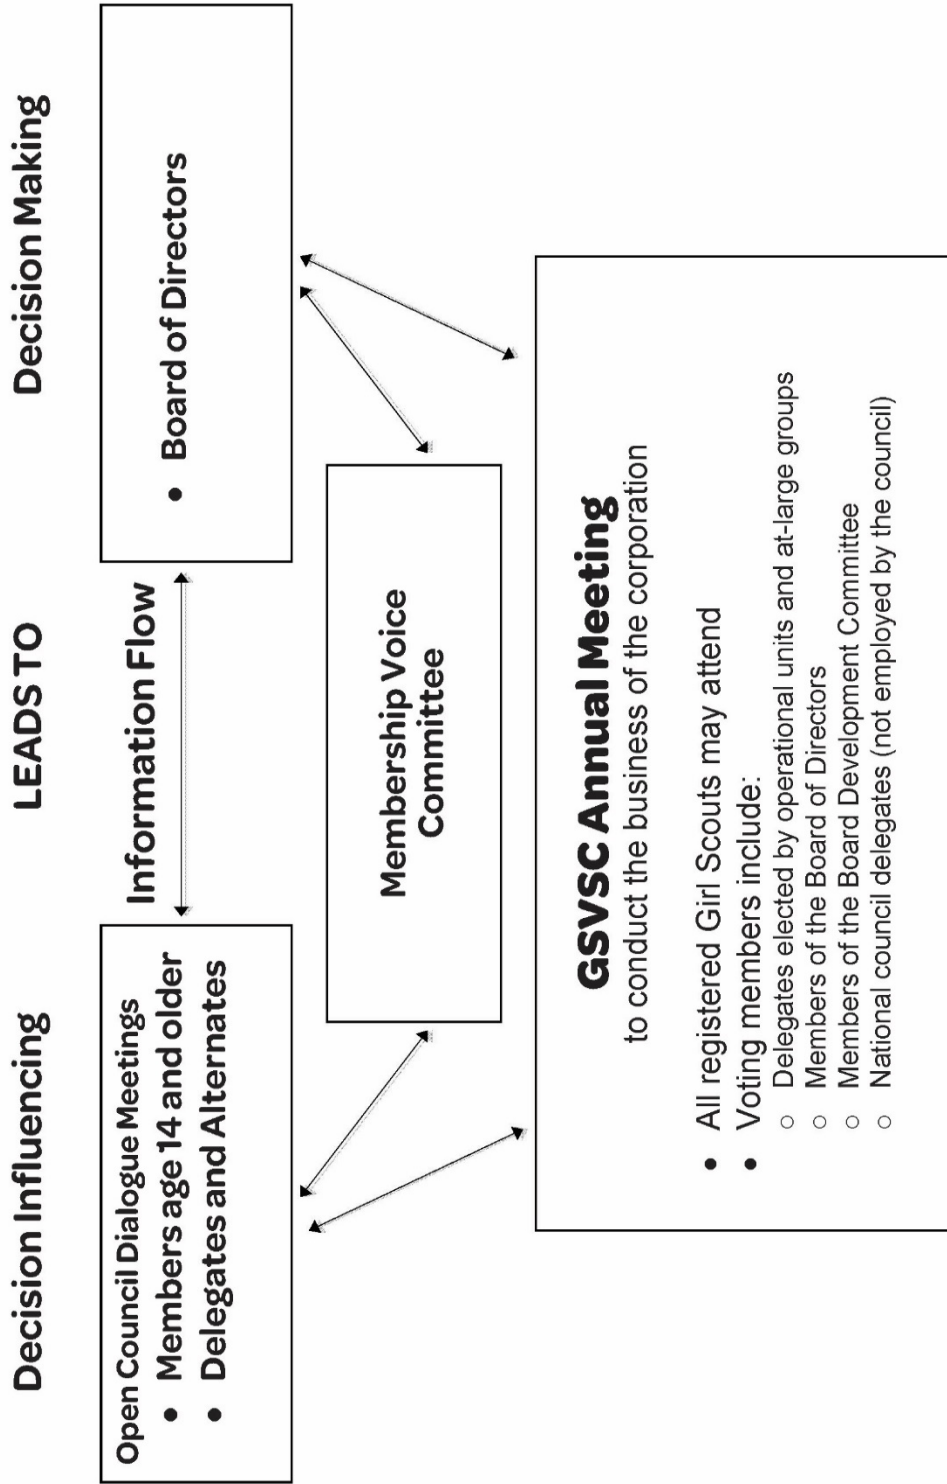 Decision Influencing
LEADS TO
Decision Making
Open Council Dialogue Meetings
• Members age 14 and older
• Delegates and Alternates
Information Flow
• Board of Directors
Membership Voice
Committee
GSVSC Annual Meeting
to conduct the business of the corporation
• All registered Girl Scouts may attend
• Voting members include:
○ Delegates elected by operational units and at-large groups
○ Members of the Board of Directors
○ Members of the Board Development Committee
○ National council delegates (not employed by the council)